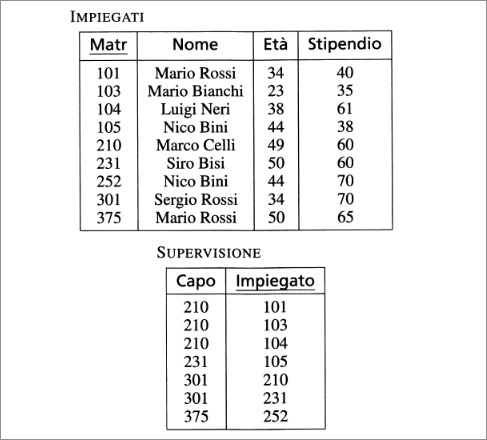 IMPIEGATI
Matr Nome Età Stipendio
101 Mario Rossi 34 40
103 Mario Bianchi 23 35
104 Luigi Neri 38 61
105 Nico Bini 44 38
210 Marco Celli 49 60
231 Siro Bisi 50 60
252 Nico Bini 44 70
301 Sergio Rossi 34 70
375 Mario Rossi 50 65
SUPERVISIONE
Capo Impiegato
210 101
210 103
210 104
231 105
301 210
301 231
375 252